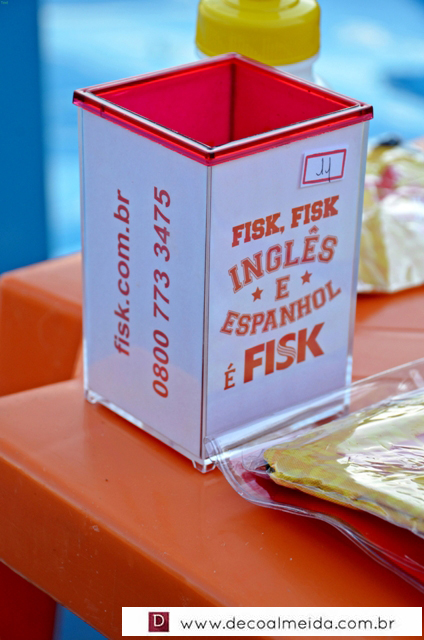 fisk.com.br
0800 773 3475
FISK, FISK
INGLÊS
E
ESPANHOL
É FISK
D www.decoalmeida.com.br